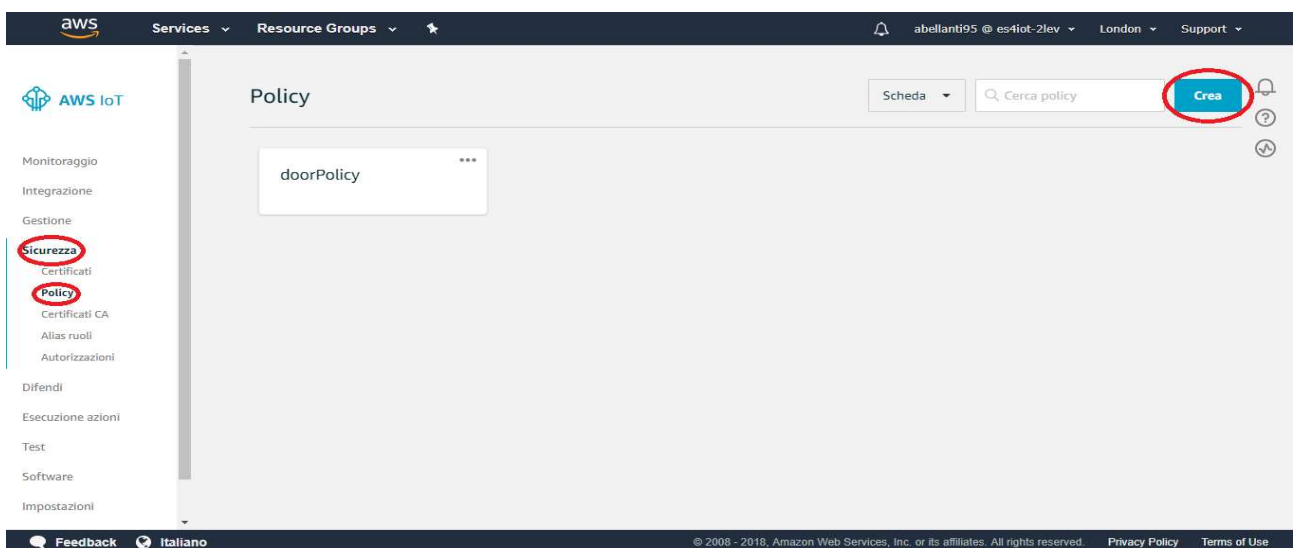 aws Services Resource Groups abellanti95 @ es4iot-2lev London Support
AWS IoT
Policy
Scheda
Cerca policy
Crea
doorPolicy
Monitoraggio
Integrazione
Gestione
Sicurezza
Certificati
Policy
Certificati CA
Alias ruoli
Autorizzazioni
Difendi
Esecuzione azioni
Test
Software
Impostazioni
Feedback Italiano © 2008 - 2018, Amazon Web Services, Inc. or its affiliates. All rights reserved. Privacy Policy Terms of Use